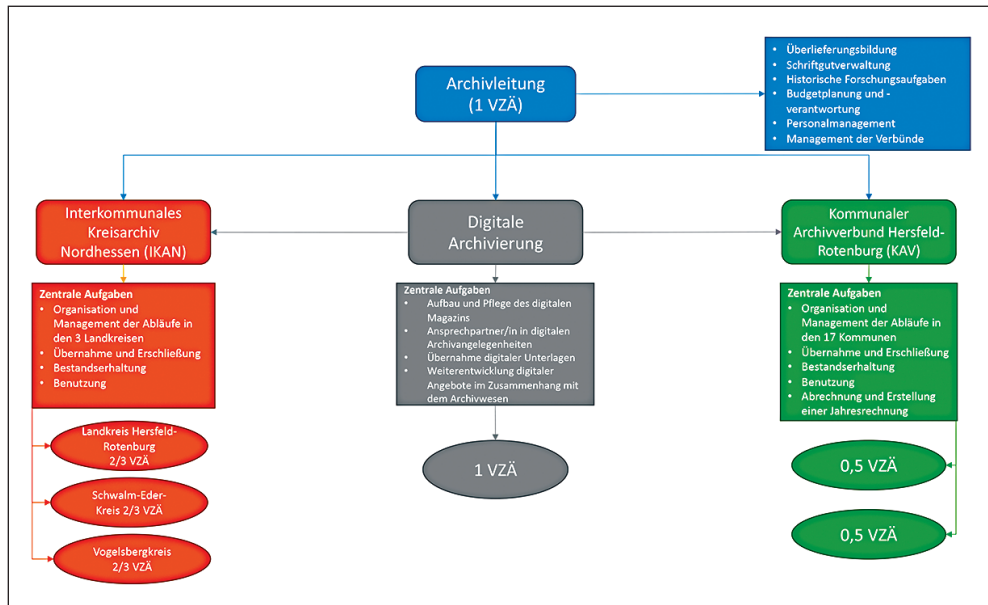 Archivleitung
(1 VZÄ)
• Überlieferungsbildung
• Schriftgutverwaltung
• Historische Forschungsaufgaben
• Budgetplanung und -
verantwortung
• Personalmanagement
• Management der Verbünde
Interkommunales
Kreisarchiv
Nordhessen (IKAN)
Digitale
Archivierung
Kommunaler
Archivverbund Hersfeld-
Rotenburg (KAV)
Zentrale Aufgaben
• Organisation und
Management der Abläufe in
den 3 Landkreisen
• Übernahme und Erschließung
• Bestandserhaltung
• Benutzung
Zentrale Aufgaben
• Aufbau und Pflege des digitalen
Magazins
• Ansprechpartner/in in digitalen
Archivangelegenheiten
• Übernahme digitaler Unterlagen
• Weiterentwicklung digitaler
Angebote im Zusammenhang mit
dem Archivwesen
Zentrale Aufgaben
• Organisation und
Management der Abläufe in
den 17 Kommunen
• Übernahme und Erschließung
• Bestandserhaltung
• Benutzung
• Abrechnung und Erstellung
einer Jahresrechnung
Landkreis Hersfeld-
Rotenburg
2/3 VZÄ
Schwalm-Eder-
Kreis 2/3 VZÄ
Vogelsbergkreis
2/3 VZÄ
1 VZÄ
0,5 VZÄ
0,5 VZÄ